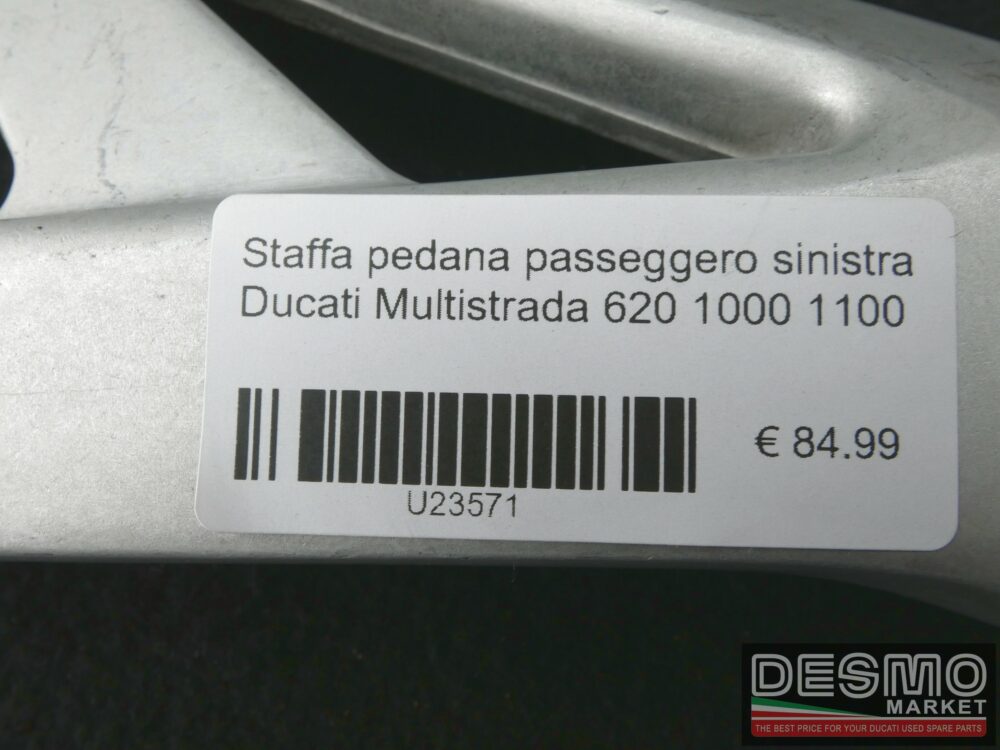 Staffa pedana passeggero sinistra
Ducati Multistrada 620 1000 1100
€ 84.99
U23571
DESMO
MARKET
THE BEST PRICE FOR YOUR DUCATI USED SPARE PARTS